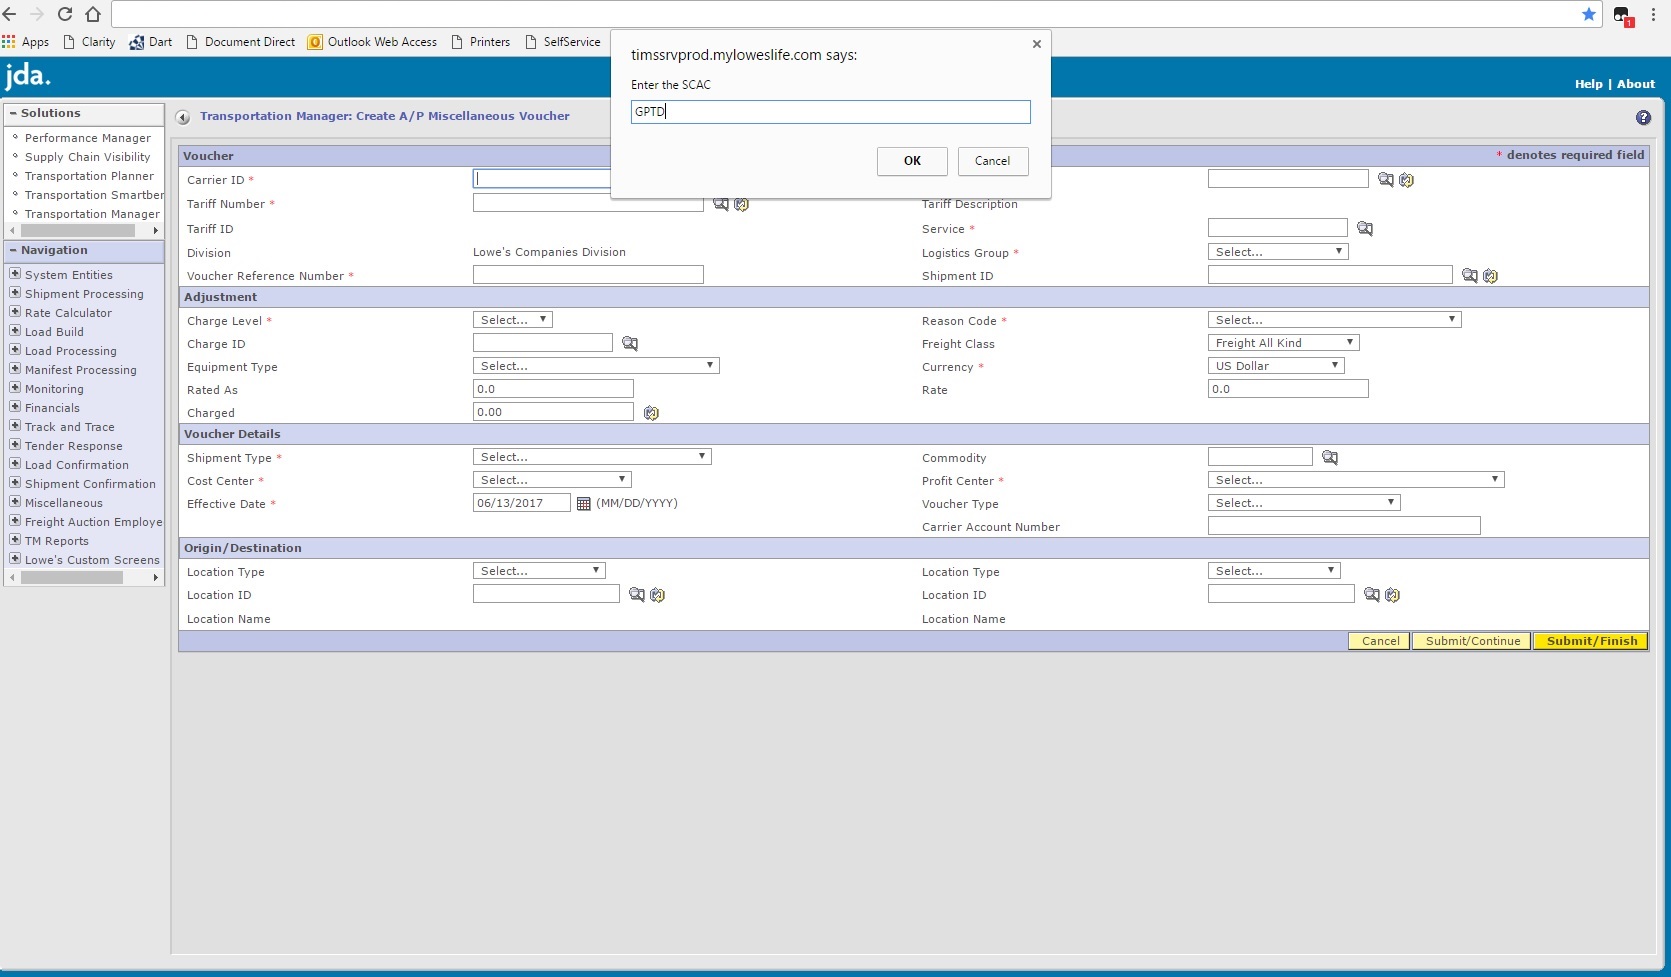 Apps Clarity Dart Document Direct Outlook Web Access Printers SelfService
1
timssrvprod.myloweslife.com says:
Enter the SCAC
GPTD
OK Cancel
jda.
Help | About
Solutions
Performance Manager
Supply Chain Visibility
Transportation Planner
Transportation Smartber
Transportation Manager
Navigation
System Entities
Shipment Processing
Rate Calculator
Load Build
Load Processing
Manifest Processing
Monitoring
Financials
Track and Trace
Tender Response
Load Confirmation
Shipment Confirmation
Miscellaneous
Freight Auction Employe
TM Reports
Lowe's Custom Screens
Transportation Manager: Create A/P Miscellaneous Voucher
Voucher * denotes required field
Carrier ID *
Tariff Number * Tariff Description
Tariff ID Service *
Division Lowe's Companies Division Logistics Group * Select...
Voucher Reference Number * Shipment ID
Adjustment
Charge Level * Select... Reason Code * Select...
Charge ID Freight Class Freight All Kind
Equipment Type Select... Currency * US Dollar
Rated As 0.0 Rate 0.0
Charged 0.00
Voucher Details
Shipment Type * Select... Commodity
Cost Center * Select... Profit Center * Select...
Effective Date * 06/13/2017 (MM/DD/YYYY) Voucher Type Select...
Carrier Account Number
Origin/Destination
Location Type Select... Location Type Select...
Location ID Location ID
Location Name Location Name
Cancel Submit/Continue Submit/Finish